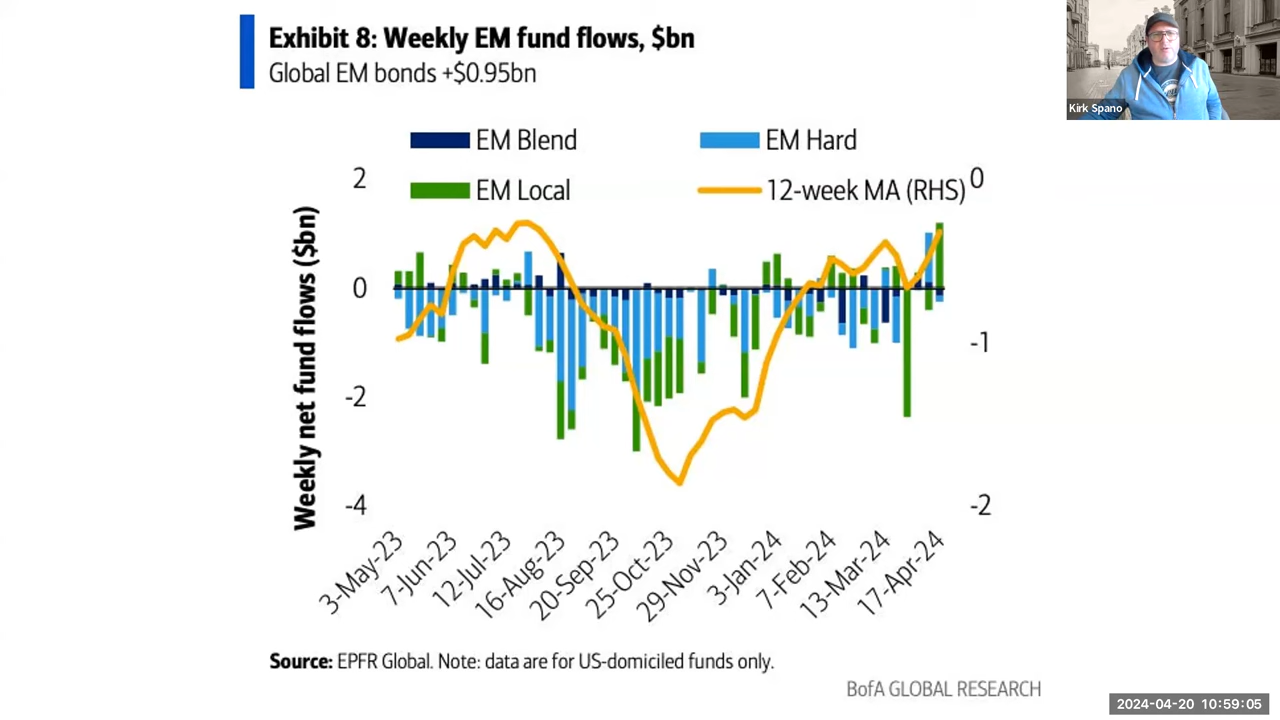 Exhibit 8: Weekly EM fund flows, $bn
Global EM bonds +$0.95bn
Kirk Spano
EM Blend
EM Hard
EM Local
12-week MA (RHS)
Weekly net fund flows ($bn)
2
0
-2
-4
0
-1
-2
3-May-23
7-Jun-23
12-Jul-23
16-Aug-23
20-Sep-23
25-Oct-23
29-Nov-23
3-Jan-24
7-Feb-24
13-Mar-24
17-Apr-24
Source: EPFR Global. Note: data are for US-domiciled funds only.
BofA GLOBAL RESEARCH
2024-04-20 10:59:05